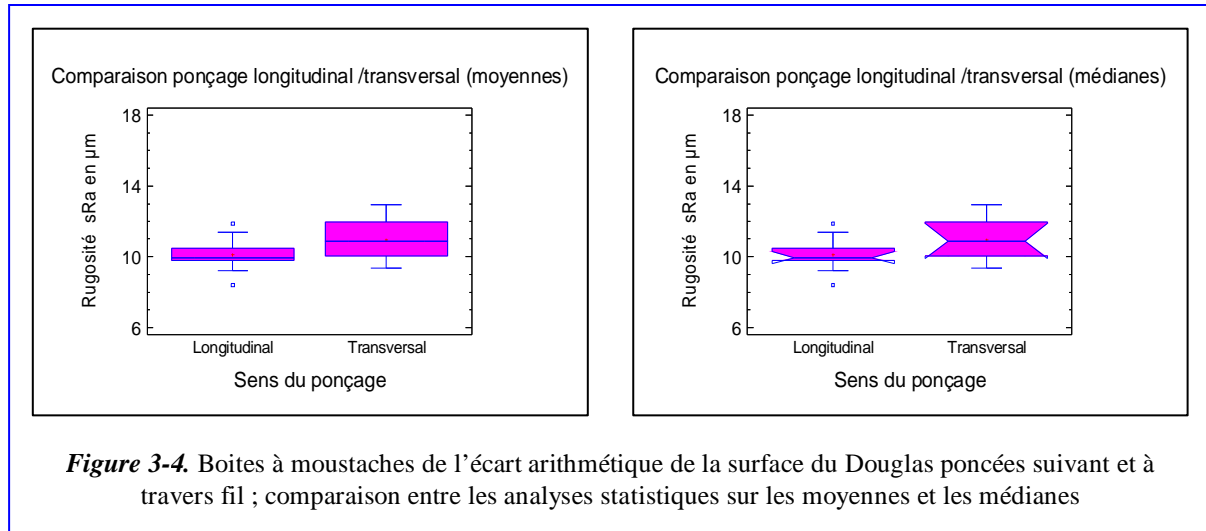 Comparaison ponçage longitudinal /transversal (moyennes)
Rugosité sRa en µm
18
14
10
6
Longitudinal Transversal
Sens du ponçage
Comparaison ponçage longitudinal /transversal (médianes)
Rugosité sRa en µm
18
14
10
6
Longitudinal Transversal
Sens du ponçage
Figure 3-4. Boites à moustaches de l’écart arithmétique de la surface du Douglas poncées suivant et à
travers fil ; comparaison entre les analyses statistiques sur les moyennes et les médianes